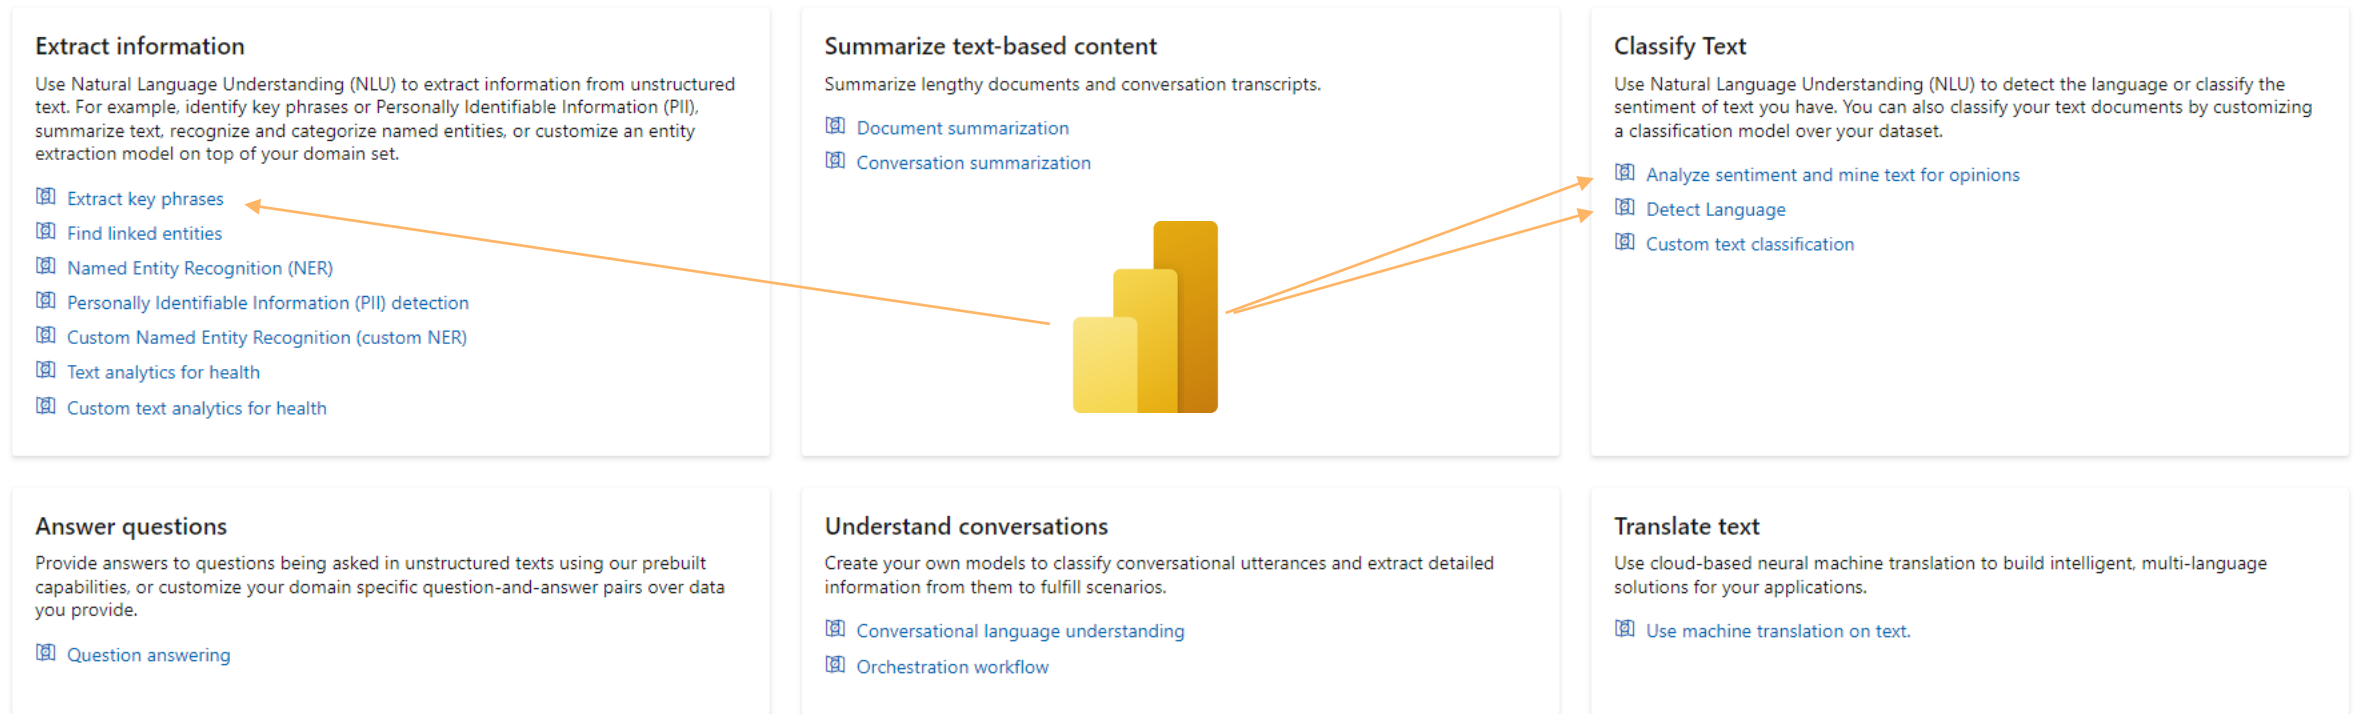 Extract information
Use Natural Language Understanding (NLU) to extract information from unstructured
text. For example, identify key phrases or Personally Identifiable Information (PII),
summarize text, recognize and categorize named entities, or customize an entity
extraction model on top of your domain set.
Extract key phrases
Find linked entities
Named Entity Recognition (NER)
Personally Identifiable Information (PII) detection
Custom Named Entity Recognition (custom NER)
Text analytics for health
Custom text analytics for health
Summarize text-based content
Summarize lengthy documents and conversation transcripts.
Document summarization
Conversation summarization
Classify Text
Use Natural Language Understanding (NLU) to detect the language or classify the
sentiment of text you have. You can also classify your text documents by customizing
a classification model over your dataset.
Analyze sentiment and mine text for opinions
Detect Language
Custom text classification
Answer questions
Provide answers to questions being asked in unstructured texts using our prebuilt
capabilities, or customize your domain specific question-and-answer pairs over data
you provide.
Question answering
Understand conversations
Create your own models to classify conversational utterances and extract detailed
information from them to fulfill scenarios.
Conversational language understanding
Orchestration workflow
Translate text
Use cloud-based neural machine translation to build intelligent, multi-language
solutions for your applications.
Use machine translation on text.